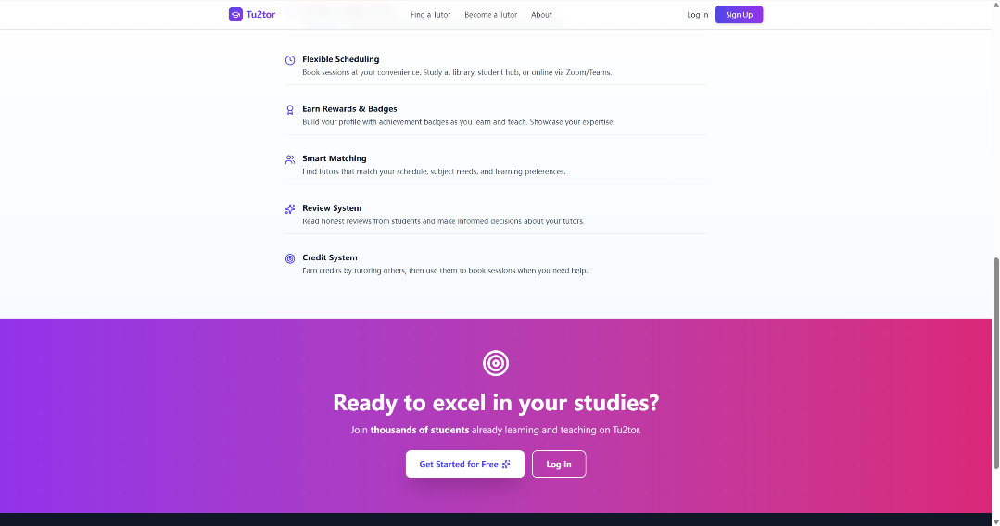 Tu2tor
Find a Tutor
Become a Tutor
About
Log In
Sign Up
Flexible Scheduling
Book sessions at your convenience. Study at library, student hub, or online via Zoom/Teams.
Earn Rewards & Badges
Build your profile with achievement badges as you learn and teach. Showcase your expertise.
Smart Matching
Find tutors that match your schedule, subject needs, and learning preferences.
Review System
Read honest reviews from students and make informed decisions about your tutors.
Credit System
Earn credits by tutoring others, then use them to book sessions when you need help.
Ready to excel in your studies?
Join thousands of students already learning and teaching on Tu2tor.
Get Started for Free
Log In